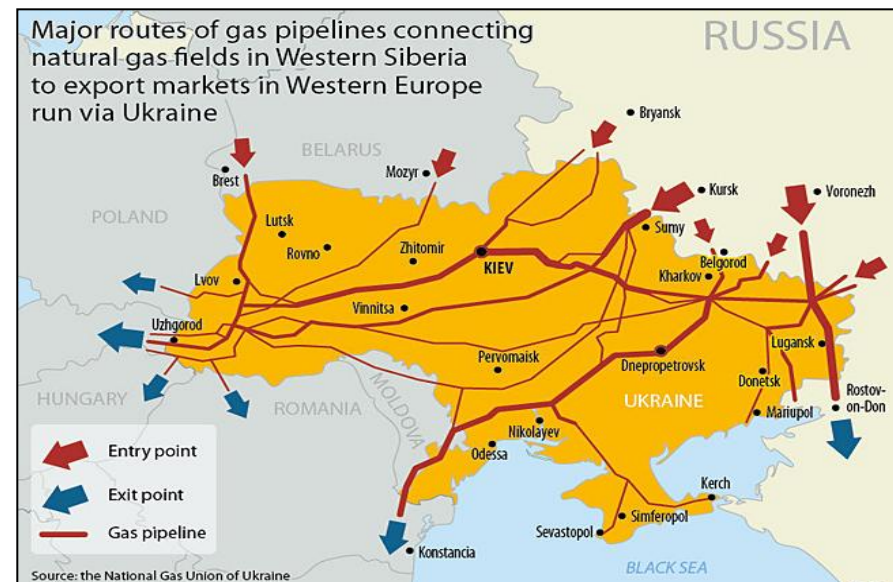 Major routes of gas pipelines connecting
natural gas fields in Western Siberia
to export markets in Western Europe
run via Ukraine
RUSSIA
Bryansk
BELARUS
Mozyr
Brest
Kursk
Voronezh
POLAND
Lutsk
Sumy
Rovno
Zhitomir
KIEV
Belgorod
Kharkov
Lvov
Vinnitsa
Uzhgorod
Lugansk
Pervomaisk
Dnepropetrovsk
Donetsk
HUNGARY
ROMANIA
MOLDOVA
UKRAINE
Rostov-
on-Don
Mariupol
Nikolayev
Odessa
Entry point
Exit point
Gas pipeline
Kerch
Simferopol
Sevastopol
Konstancia
BLACK SEA
Source: the National Gas Union of Ukraine